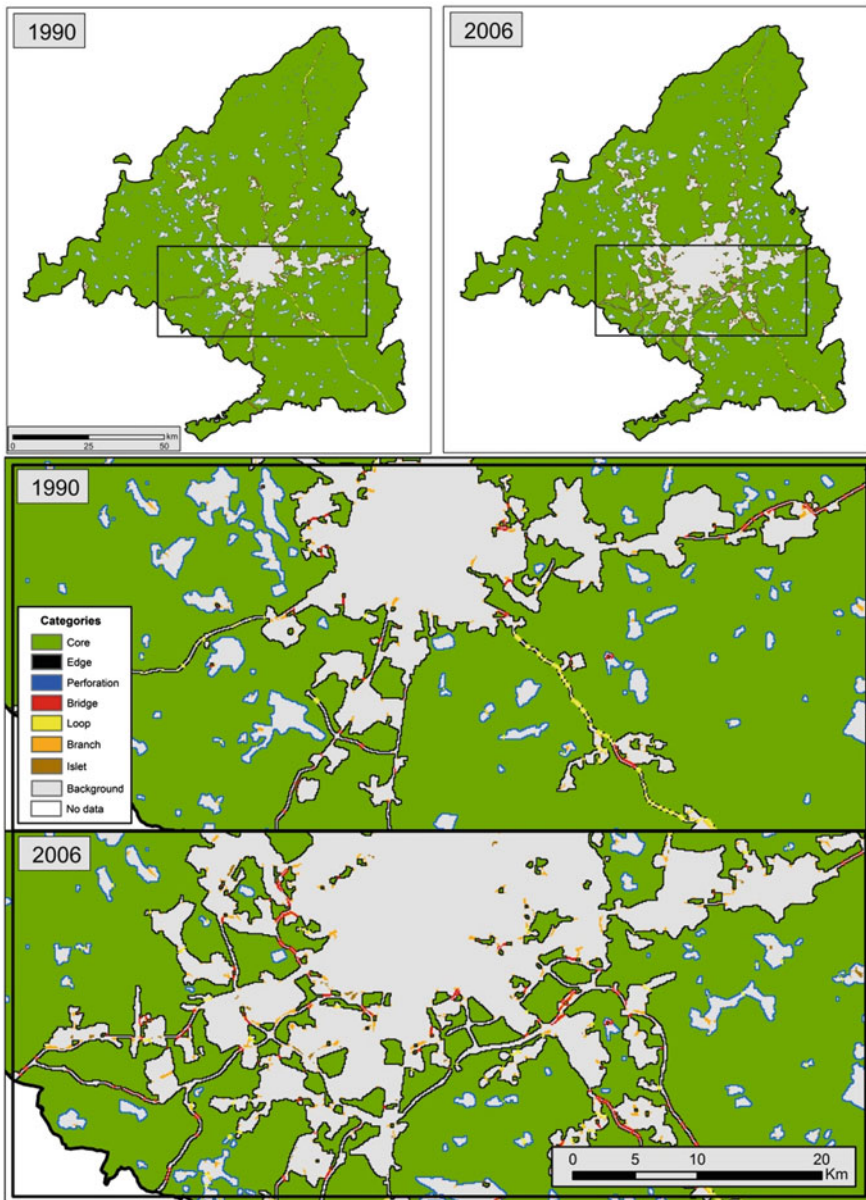 1990
2006
km
0 25 50
1990
Categories
Core
Edge
Perforation
Bridge
Loop
Branch
Islet
Background
No data
2006
0 5 10 20
Km